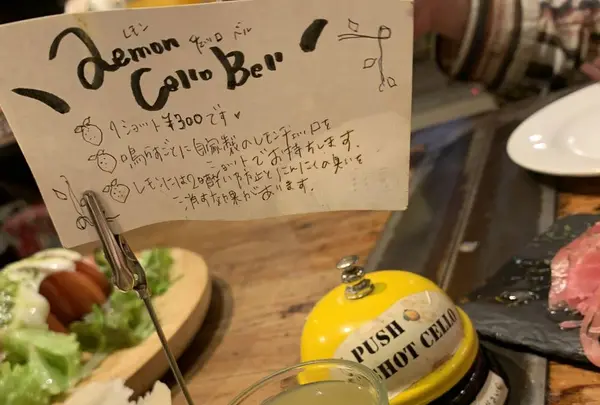 レモン チェッロ ベル
Lemon
Cello Bell
1ショット ¥300です♥
鳴らすごとに自家製のレモンチェッロを
ショットでお持ちします。
レモンには2日酔い防止とにんにくの臭いを
消す効果があります。
PUSH
SHOT CELLO